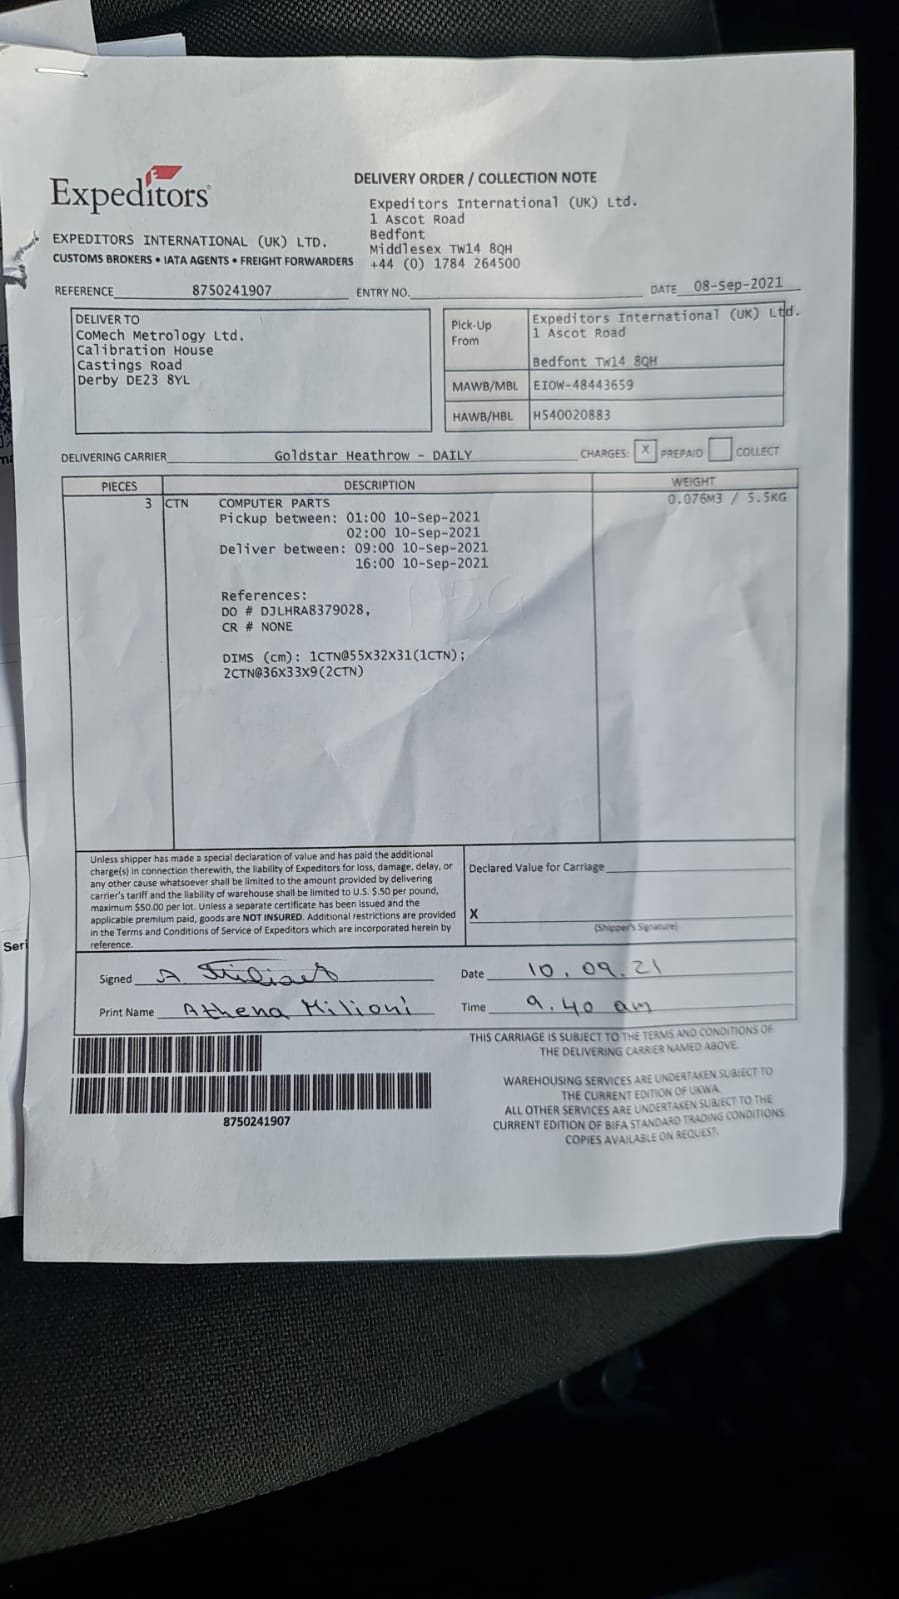 Expeditors
EXPEDITORS INTERNATIONAL (UK) LTD.
CUSTOMS BROKERS • IATA AGENTS • FREIGHT FORWARDERS
DELIVERY ORDER / COLLECTION NOTE
Expeditors International (UK) Ltd.
1 Ascot Road
Bedfont
Middlesex TW14 8QH
+44 (0) 1784 264500
REFERENCE 8750241907 ENTRY NO. DATE 08-Sep-2021
DELIVER TO
CoMech Metrology Ltd.
Calibration House
Castings Road
Derby DE23 8YL
Pick-Up From
Expeditors International (UK) Ltd.
1 Ascot Road
Bedfont TW14 8QH
MAWB/MBL EIOW-48443659
HAWB/HBL H540020883
DELIVERING CARRIER Goldstar Heathrow - DAILY CHARGES: X PREPAID COLLECT
PIECES DESCRIPTION WEIGHT
3 CTN COMPUTER PARTS 0.076M3 / 5.5KG
Pickup between: 01:00 10-Sep-2021
02:00 10-Sep-2021
Deliver between: 09:00 10-Sep-2021
16:00 10-Sep-2021
References:
DO # DJLHRA8379028,
CR # NONE
DIMS (cm): 1CTN@55X32X31(1CTN);
2CTN@36X33X9(2CTN)
Unless shipper has made a special declaration of value and has paid the additional
charge(s) in connection therewith, the liability of Expeditors for loss, damage, delay, or
any other cause whatsoever shall be limited to the amount provided by delivering
carrier's tariff and the liability of warehouse shall be limited to U.S. $.50 per pound,
maximum $50.00 per lot. Unless a separate certificate has been issued and the
applicable premium paid, goods are NOT INSURED. Additional restrictions are provided
in the Terms and Conditions of Service of Expeditors which are incorporated herein by
reference.
Declared Value for Carriage
X
(Shipper's Signature)
Signed A. Date 10.09.21
Print Name Athena Milioni Time 9.40 am
8750241907
THIS CARRIAGE IS SUBJECT TO THE TERMS AND CONDITIONS OF
THE DELIVERING CARRIER NAMED ABOVE.
WAREHOUSING SERVICES ARE UNDERTAKEN SUBJECT TO
THE CURRENT EDITION OF UKWA.
ALL OTHER SERVICES ARE UNDERTAKEN SUBJECT TO THE
CURRENT EDITION OF BIFA STANDARD TRADING CONDITIONS
COPIES AVAILABLE ON REQUEST.
Seri